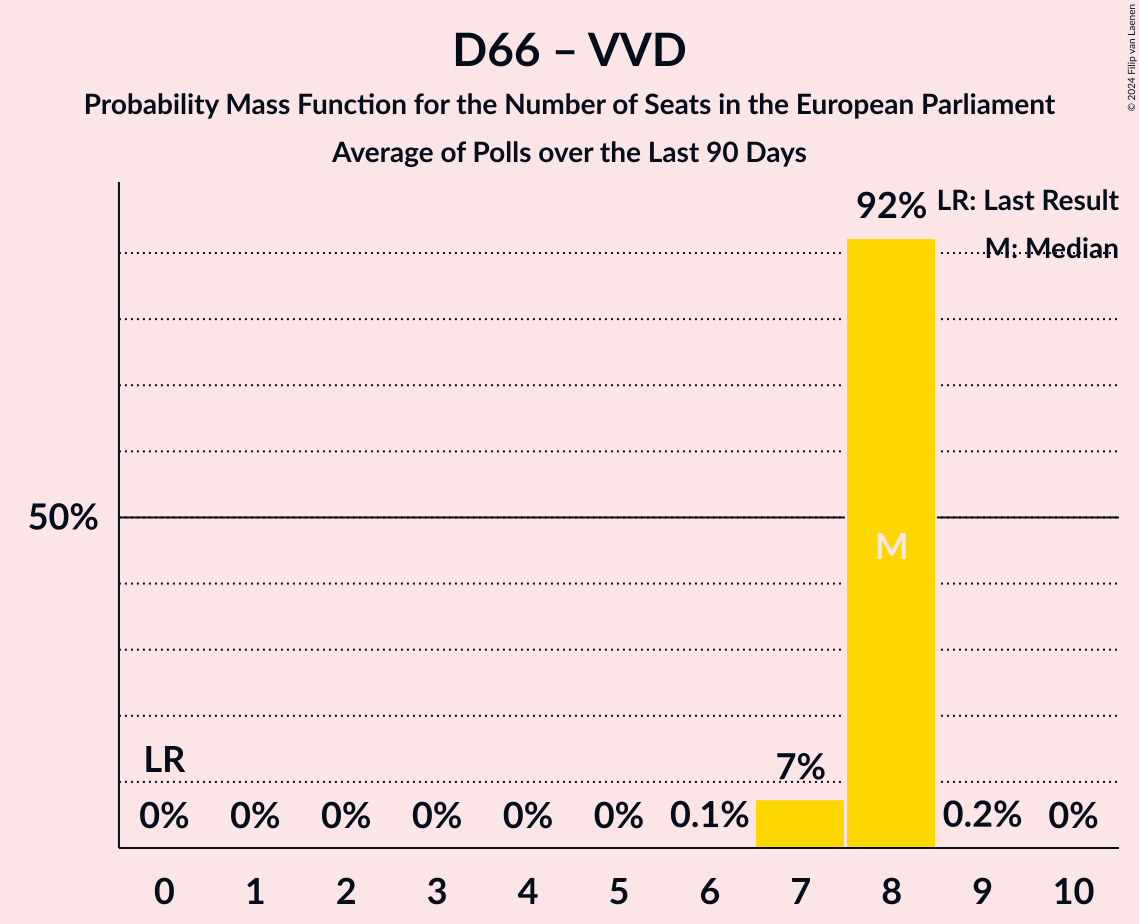 D66 – VVD
Probability Mass Function for the Number of Seats in the European Parliament
Average of Polls over the Last 90 Days
© 2024 Filip van Laenen
LR: Last Result
M: Median
92%
50%
M
LR
7%
0% 0% 0% 0% 0% 0% 0.1% 0.2% 0%
0 1 2 3 4 5 6 7 8 9 10